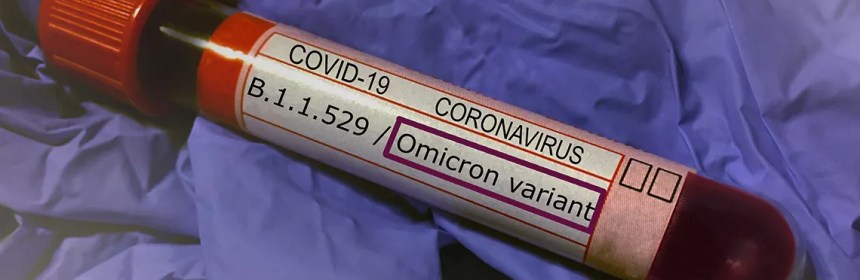 COVID-19 CORONAVIRUS
B.1.1.529 / Omicron variant